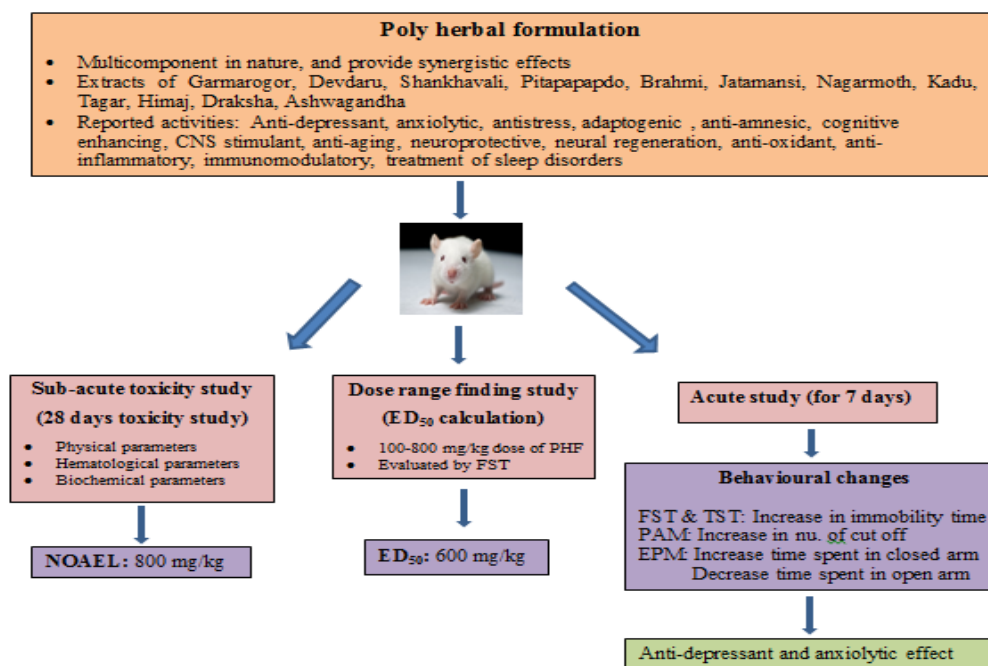 Poly herbal formulation
• Multicomponent in nature, and provide synergistic effects
• Extracts of Garmarogor, Devdaru, Shankhavali, Pitapapapdo, Brahmi, Jatamansi, Nagarmoth, Kadu,
Tagar, Himaj, Draksha, Ashwagandha
• Reported activities: Anti-depressant, anxiolytic, antistress, adaptogenic , anti-amnesic, cognitive
enhancing, CNS stimulant, anti-aging, neuroprotective, neural regeneration, anti-oxidant, anti-
inflammatory, immunomodulatory, treatment of sleep disorders
Sub-acute toxicity study
(28 days toxicity study)
• Physical parameters
• Hematological parameters
• Biochemical parameters
NOAEL: 800 mg/kg
Dose range finding study
(ED50 calculation)
• 100-800 mg/kg dose of PHF
• Evaluated by FST
ED50: 600 mg/kg
Acute study (for 7 days)
Behavioural changes
FST & TST: Increase in immobility time
PAM: Increase in nu. of cut off
EPM: Increase time spent in closed arm
Decrease time spent in open arm
Anti-depressant and anxiolytic effect